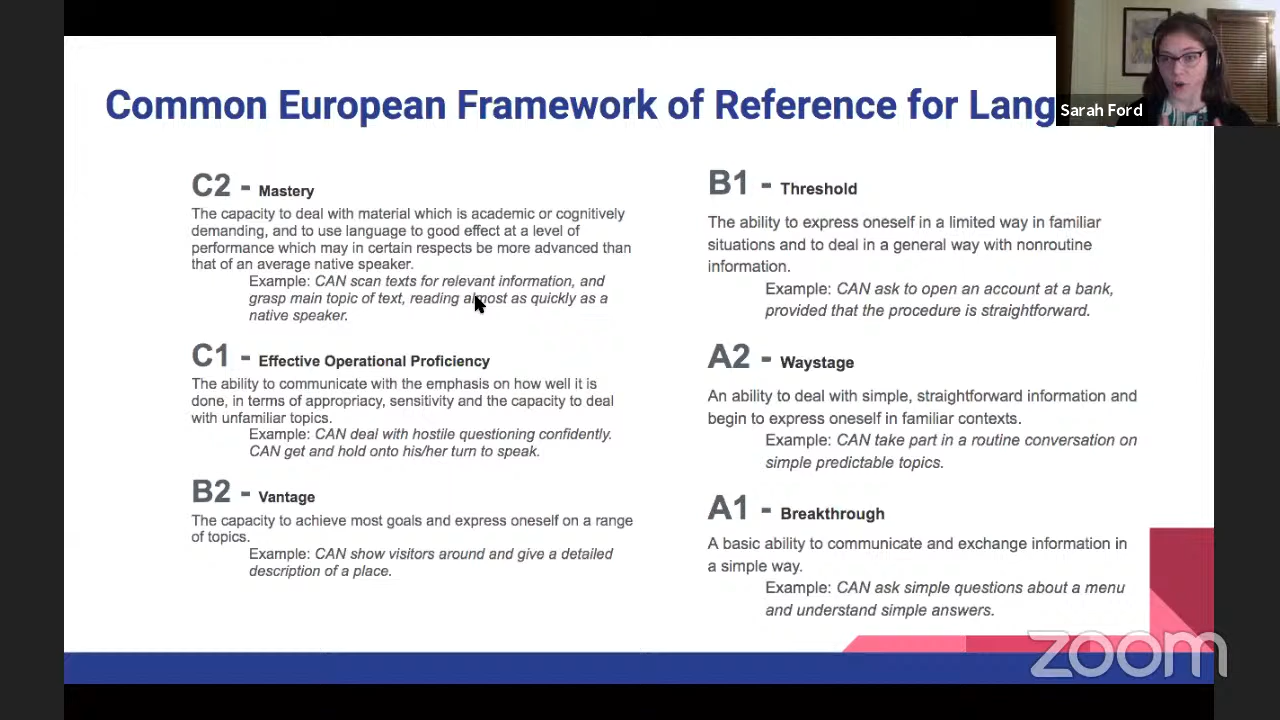 Common European Framework of Reference for Lang
Sarah Ford
C2 - Mastery
The capacity to deal with material which is academic or cognitively
demanding, and to use language to good effect at a level of
performance which may in certain respects be more advanced than
that of an average native speaker.
Example: CAN scan texts for relevant information, and
grasp main topic of text, reading almost as quickly as a
native speaker.
C1 - Effective Operational Proficiency
The ability to communicate with the emphasis on how well it is
done, in terms of appropriacy, sensitivity and the capacity to deal
with unfamiliar topics.
Example: CAN deal with hostile questioning confidently.
CAN get and hold onto his/her turn to speak.
B2 - Vantage
The capacity to achieve most goals and express oneself on a range
of topics.
Example: CAN show visitors around and give a detailed
description of a place.
B1 - Threshold
The ability to express oneself in a limited way in familiar
situations and to deal in a general way with nonroutine
information.
Example: CAN ask to open an account at a bank,
provided that the procedure is straightforward.
A2 - Waystage
An ability to deal with simple, straightforward information and
begin to express oneself in familiar contexts.
Example: CAN take part in a routine conversation on
simple predictable topics.
A1 - Breakthrough
A basic ability to communicate and exchange information in
a simple way.
Example: CAN ask simple questions about a menu
and understand simple answers.
zoom